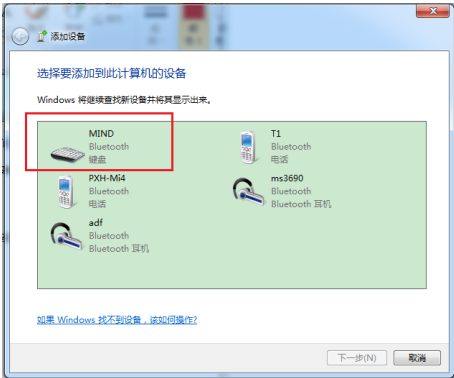 添加设备
选择要添加到此计算机的设备
Windows 将继续查找新设备并将其显示出来。
MIND
Bluetooth
键盘
T1
Bluetooth
电话
PXH-Mi4
Bluetooth
电话
ms3690
Bluetooth
Bluetooth 耳机
adf
Bluetooth
Bluetooth 耳机
如果 Windows 找不到设备，该如何操作?
下一步(N)
取消